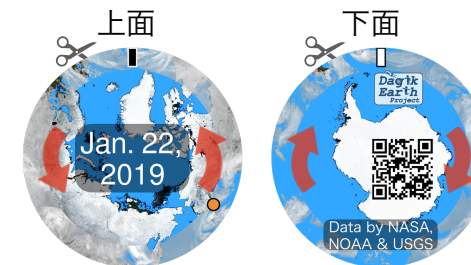 上面
下面
Jan. 22,
2019
Dagik
Earth
Project
Data by NASA,
NOAA & USGS